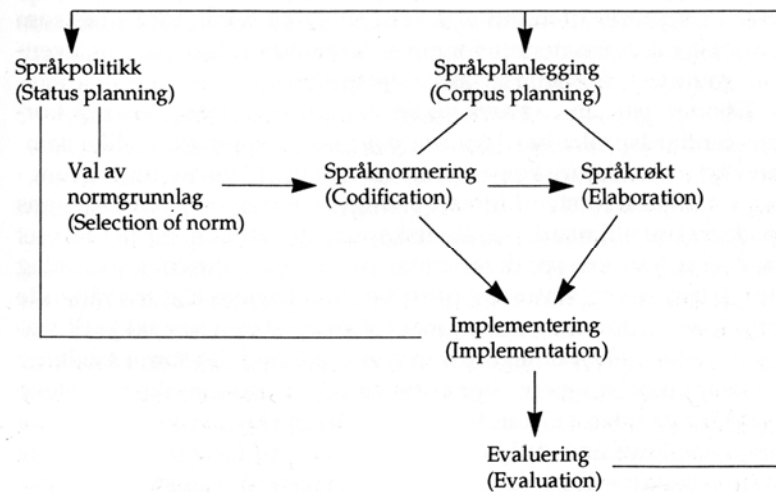 Språkpolitikk
(Status planning)
Språkplanlegging
(Corpus planning)
Val av
normgrunnlag
(Selection of norm)
Språknormering
(Codification)
Språkrøkt
(Elaboration)
Implementering
(Implementation)
Evaluering
(Evaluation)